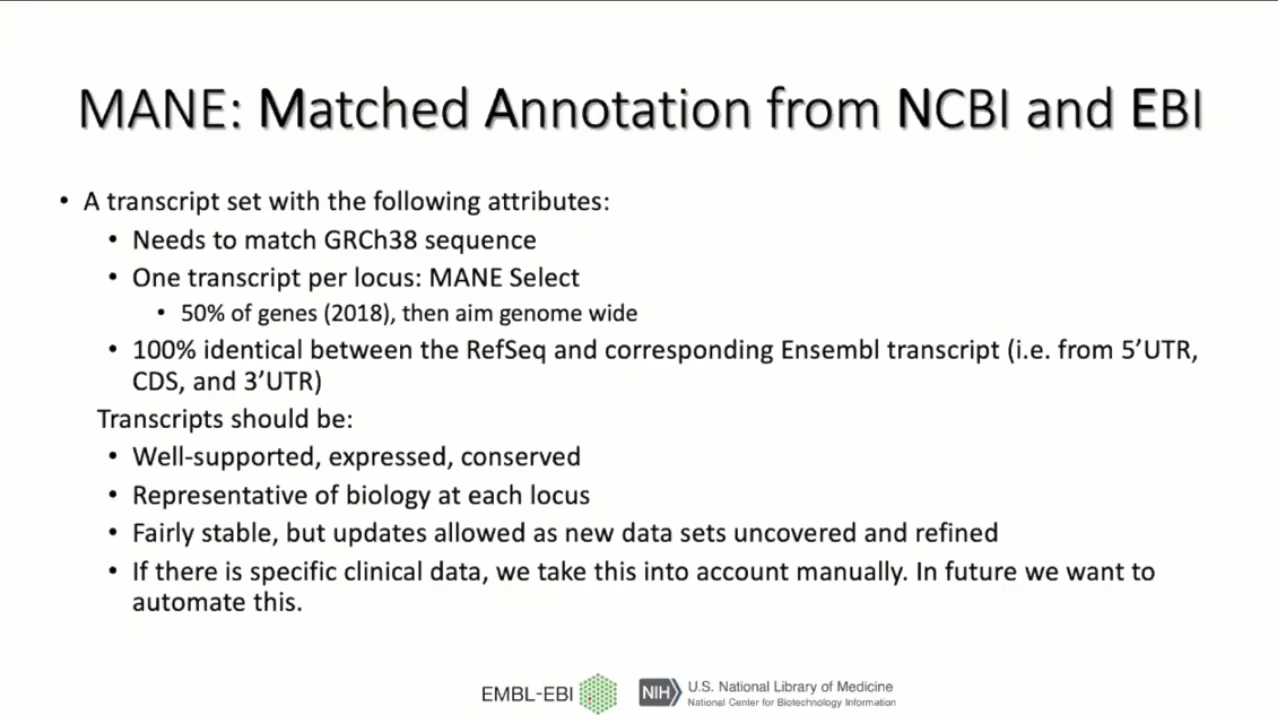 MANE: Matched Annotation from NCBI and EBI
• A transcript set with the following attributes:
• Needs to match GRCh38 sequence
• One transcript per locus: MANE Select
• 50% of genes (2018), then aim genome wide
• 100% identical between the RefSeq and corresponding Ensembl transcript (i.e. from 5’UTR,
CDS, and 3’UTR)
Transcripts should be:
• Well-supported, expressed, conserved
• Representative of biology at each locus
• Fairly stable, but updates allowed as new data sets uncovered and refined
• If there is specific clinical data, we take this into account manually. In future we want to
automate this.
EMBL-EBI
NIH
U.S. National Library of Medicine
National Center for Biotechnology Information